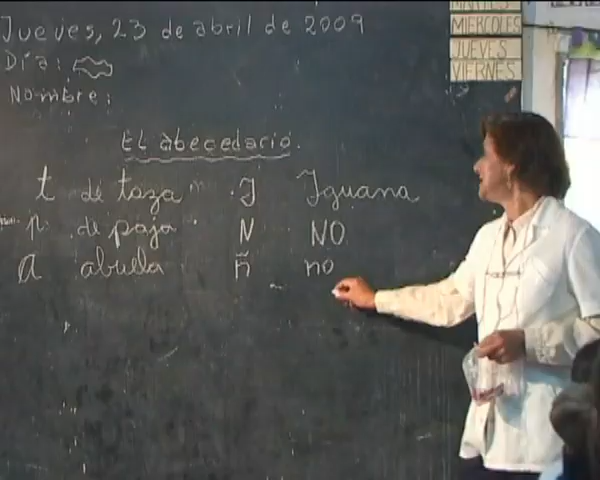 Jueves, 23 de abril de 2009
Día:
Nombre:
El abecedario.
t de taza I Iguana
p de paja N NO
a abuela ñ no
MARTES
MIERCOLES
JUEVES
VIERNES